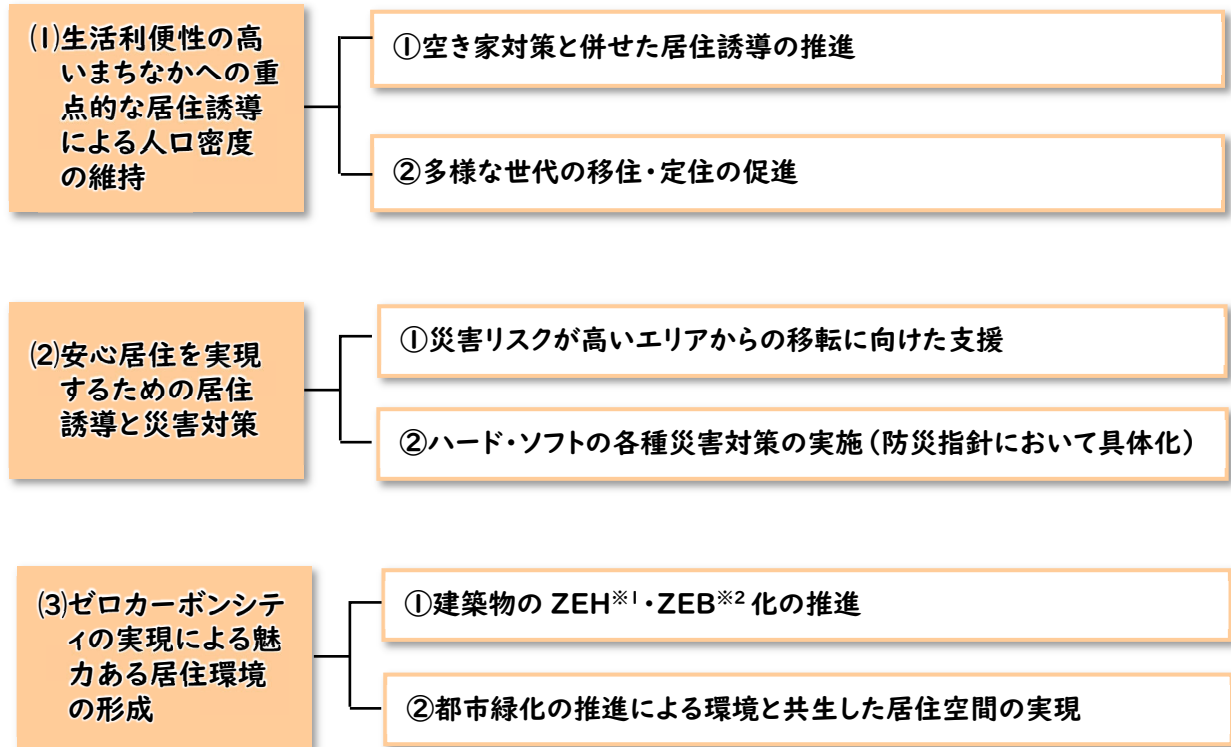 ⑴生活利便性の高
いまちなかへの重
点的な居住誘導
による人口密度
の維持
①空き家対策と併せた居住誘導の推進
②多様な世代の移住・定住の促進
⑵安心居住を実現
するための居住
誘導と災害対策
①災害リスクが高いエリアからの移転に向けた支援
②ハード・ソフトの各種災害対策の実施（防災指針において具体化）
⑶ゼロカーボンシテ
ィの実現による魅
力ある居住環境
の形成
①建築物の ZEH※1・ZEB※2 化の推進
②都市緑化の推進による環境と共生した居住空間の実現